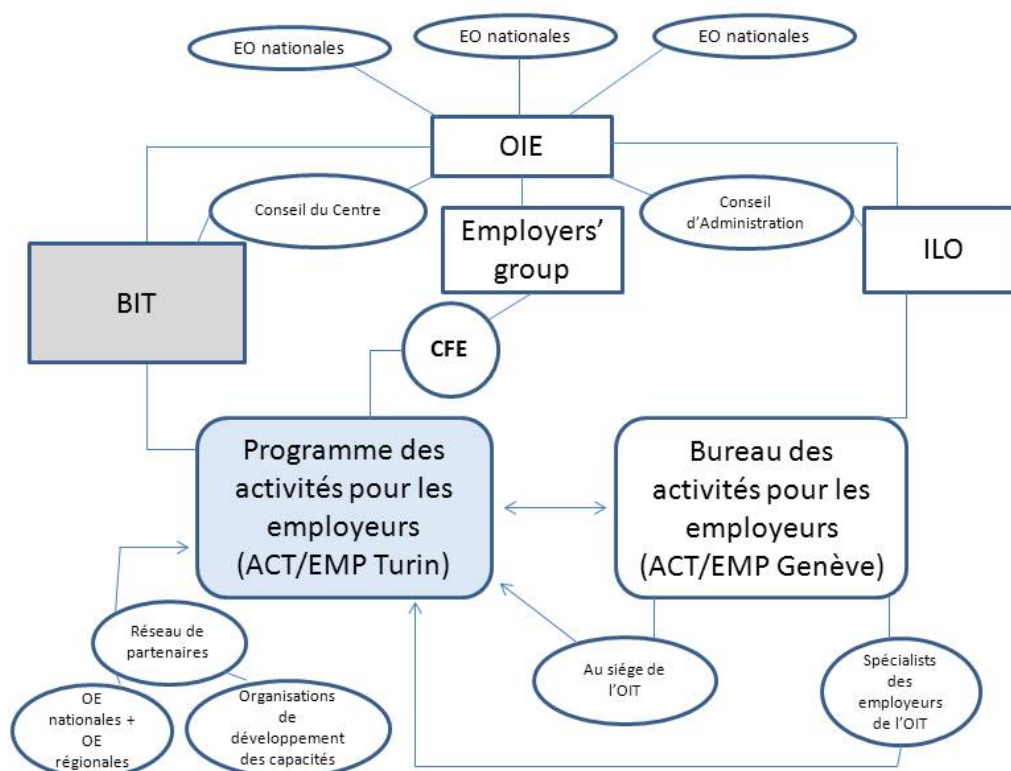 EO nationales
EO nationales
EO nationales
OIE
Conseil du Centre
Conseil
d’Administration
Employers’
group
BIT
ILO
CFE
Programme des
activités pour les
employeurs
(ACT/EMP Turin)
Bureau des
activités pour les
employeurs
(ACT/EMP Genève)
Réseau de
partenaires
OE
nationales +
OE
régionales
Organisations
de
développement
des capacités
Au siége de
l’OIT
Spécialists
des
employeurs
de l’OIT